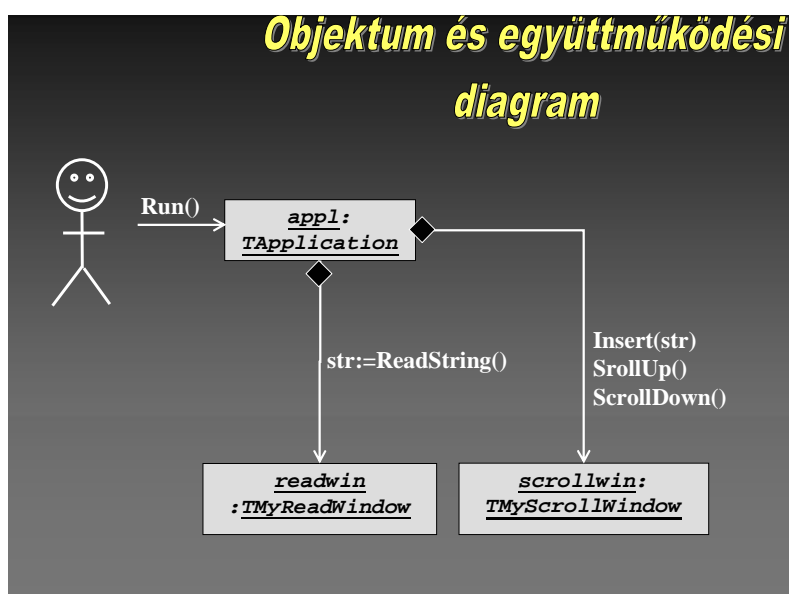 Objektum és együttműködési
diagram
Run()
appl:
TApplication
str:=ReadString()
Insert(str)
SrollUp()
ScrollDown()
readwin
:TMyReadWindow
scrollwin:
TMyScrollWindow